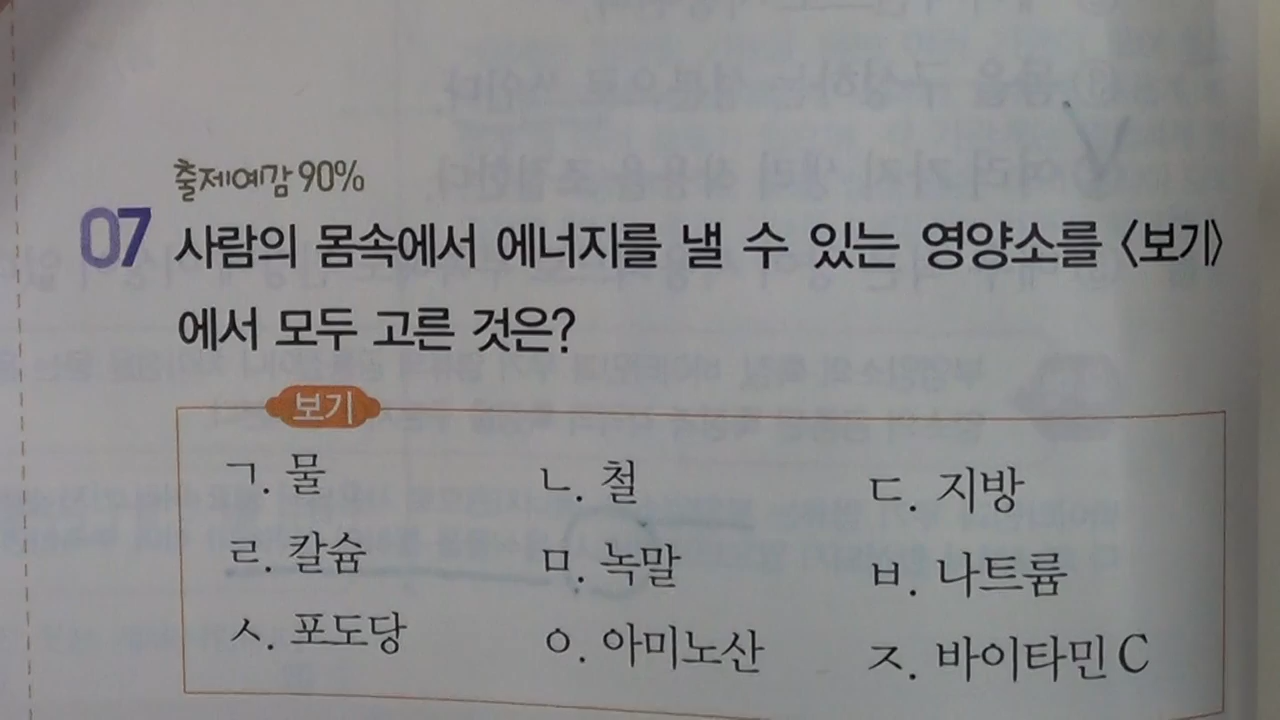 출제예감 90%
07 사람의 몸속에서 에너지를 낼 수 있는 영양소를 〈보기〉
에서 모두 고른 것은?
보기
ㄱ. 물 ㄴ. 철 ㄷ. 지방
ㄹ. 칼슘 ㅁ. 녹말 ㅂ. 나트륨
ㅅ. 포도당 ㅇ. 아미노산 ㅈ. 바이타민 C